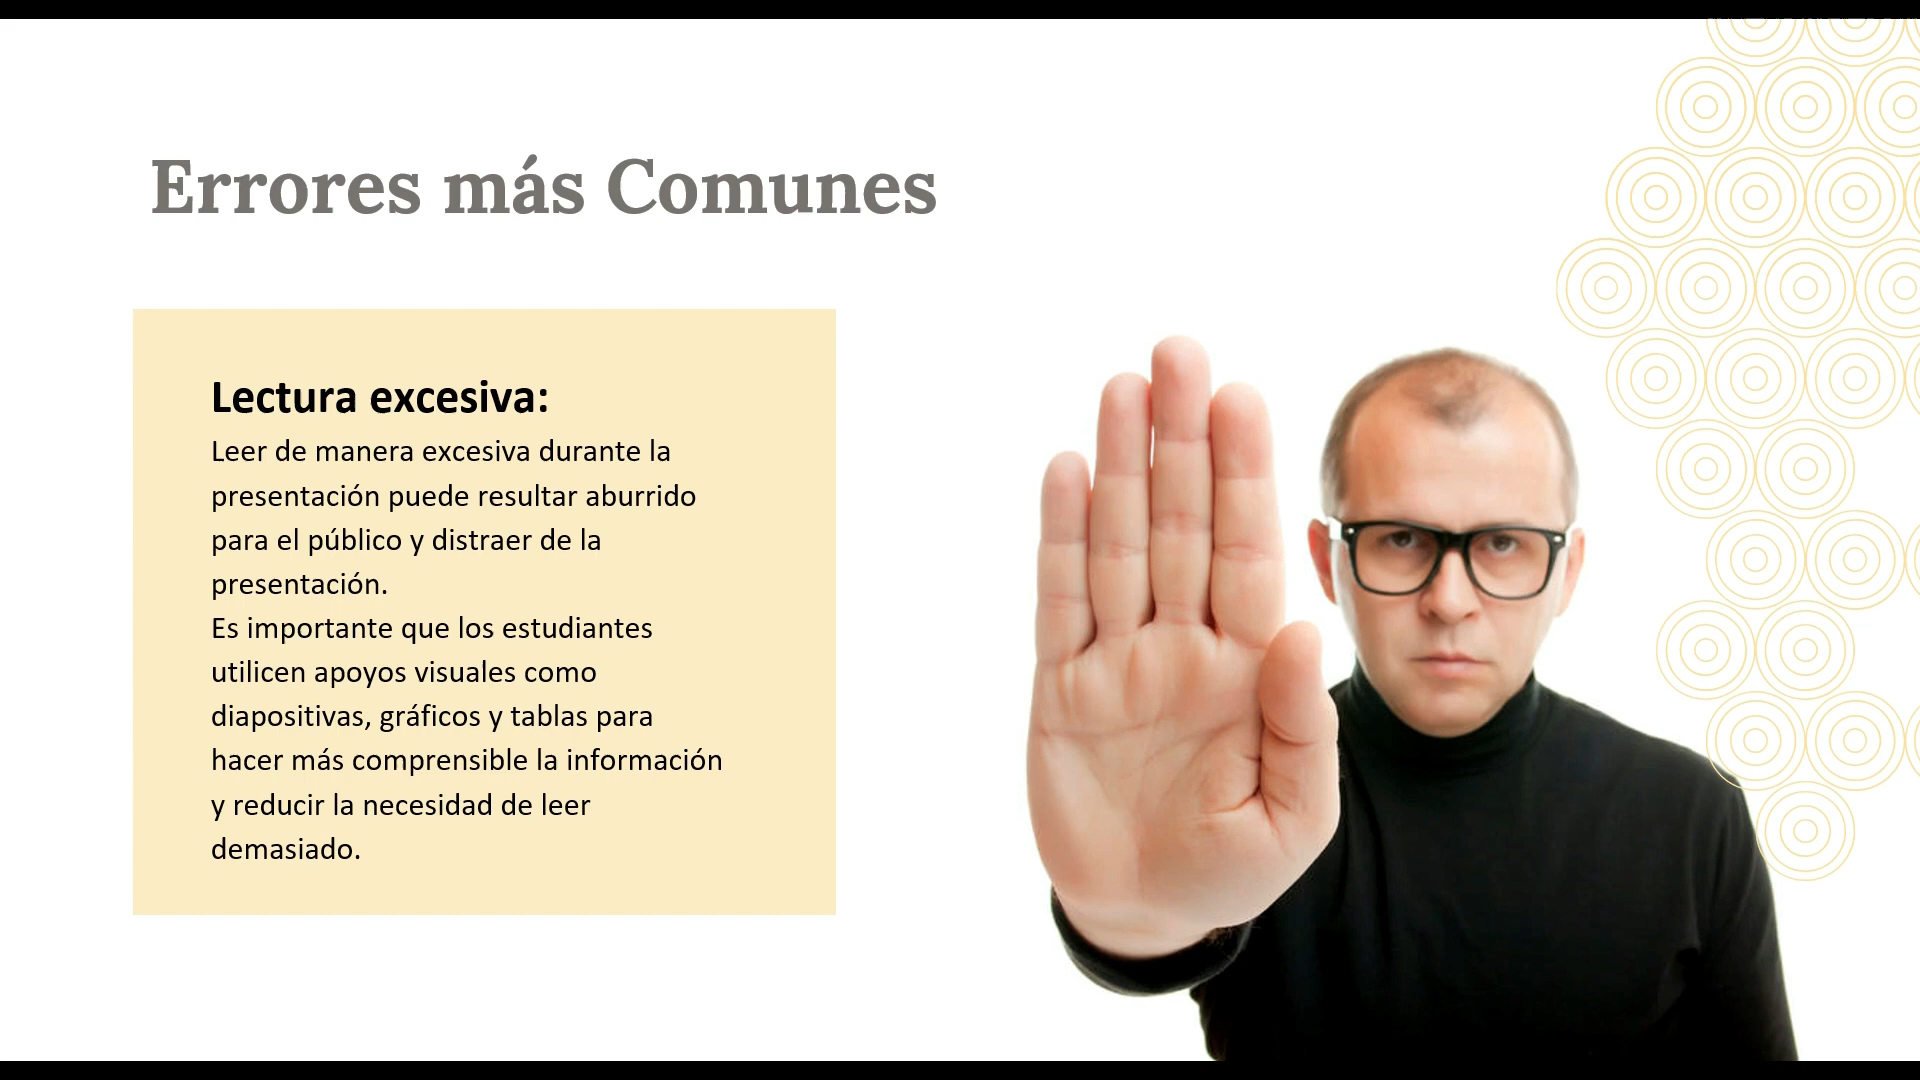 Errores más Comunes
Lectura excesiva:
Leer de manera excesiva durante la
presentación puede resultar aburrido
para el público y distraer de la
presentación.
Es importante que los estudiantes
utilicen apoyos visuales como
diapositivas, gráficos y tablas para
hacer más comprensible la información
y reducir la necesidad de leer
demasiado.